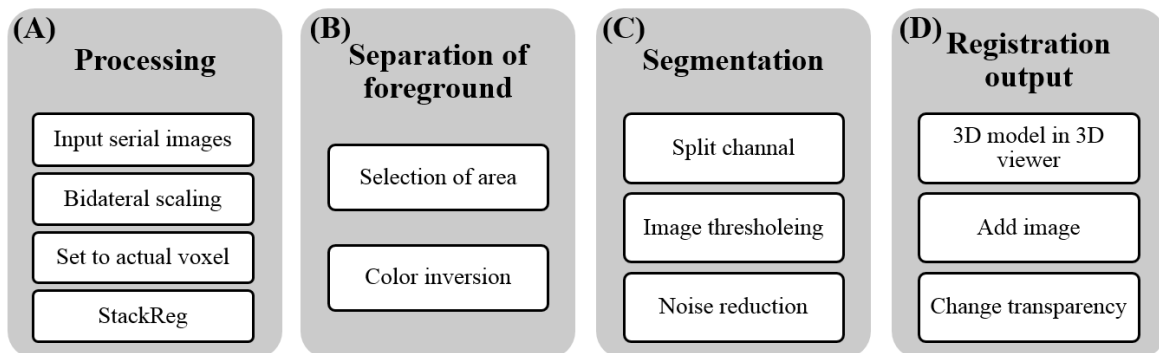 (A)
Processing
Input serial images
Bidateral scaling
Set to actual voxel
StackReg
(B)
Separation of
foreground
Selection of area
Color inversion
(C)
Segmentation
Split channal
Image thresholeing
Noise reduction
(D)
Registration
output
3D model in 3D
viewer
Add image
Change transparency